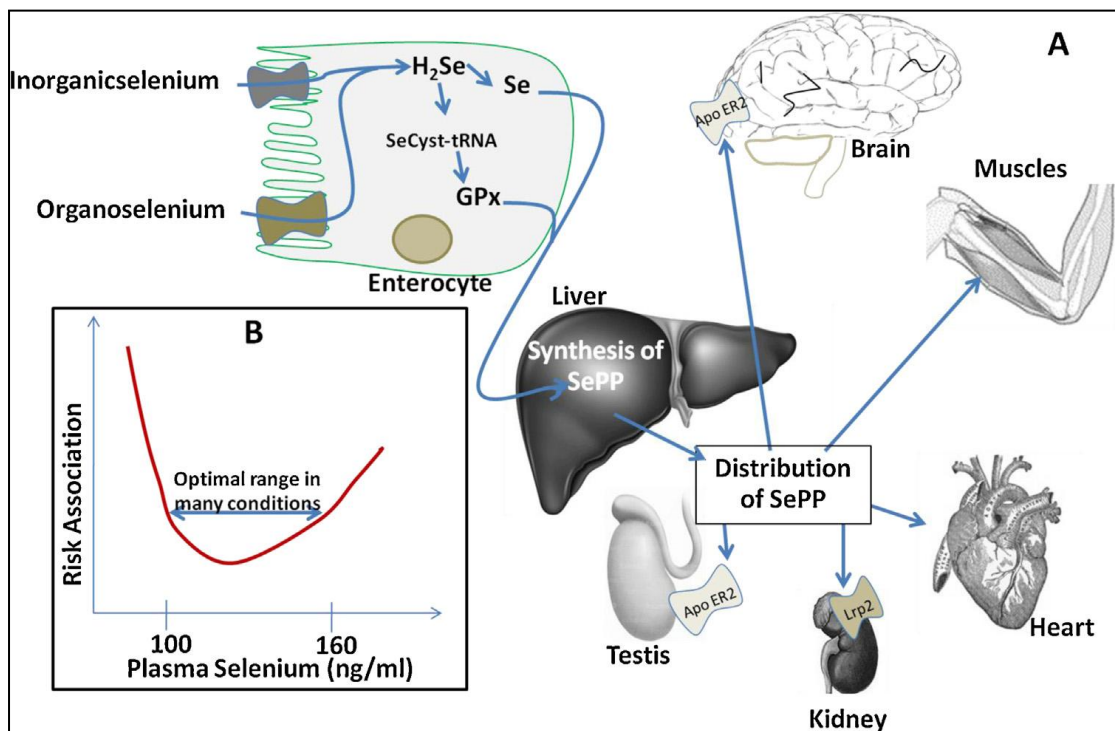 A
Inorganicselenium
H₂Se
Se
SeCyst-tRNA
GPx
Organoselenium
Enterocyte
Apo ER2
Brain
Muscles
Liver
Synthesis of
SePP
Distribution
of SePP
Apo ER2
Testis
Lrp2
Kidney
Heart
B
Risk Association
Optimal range in
many conditions
100
160
Plasma Selenium (ng/ml)